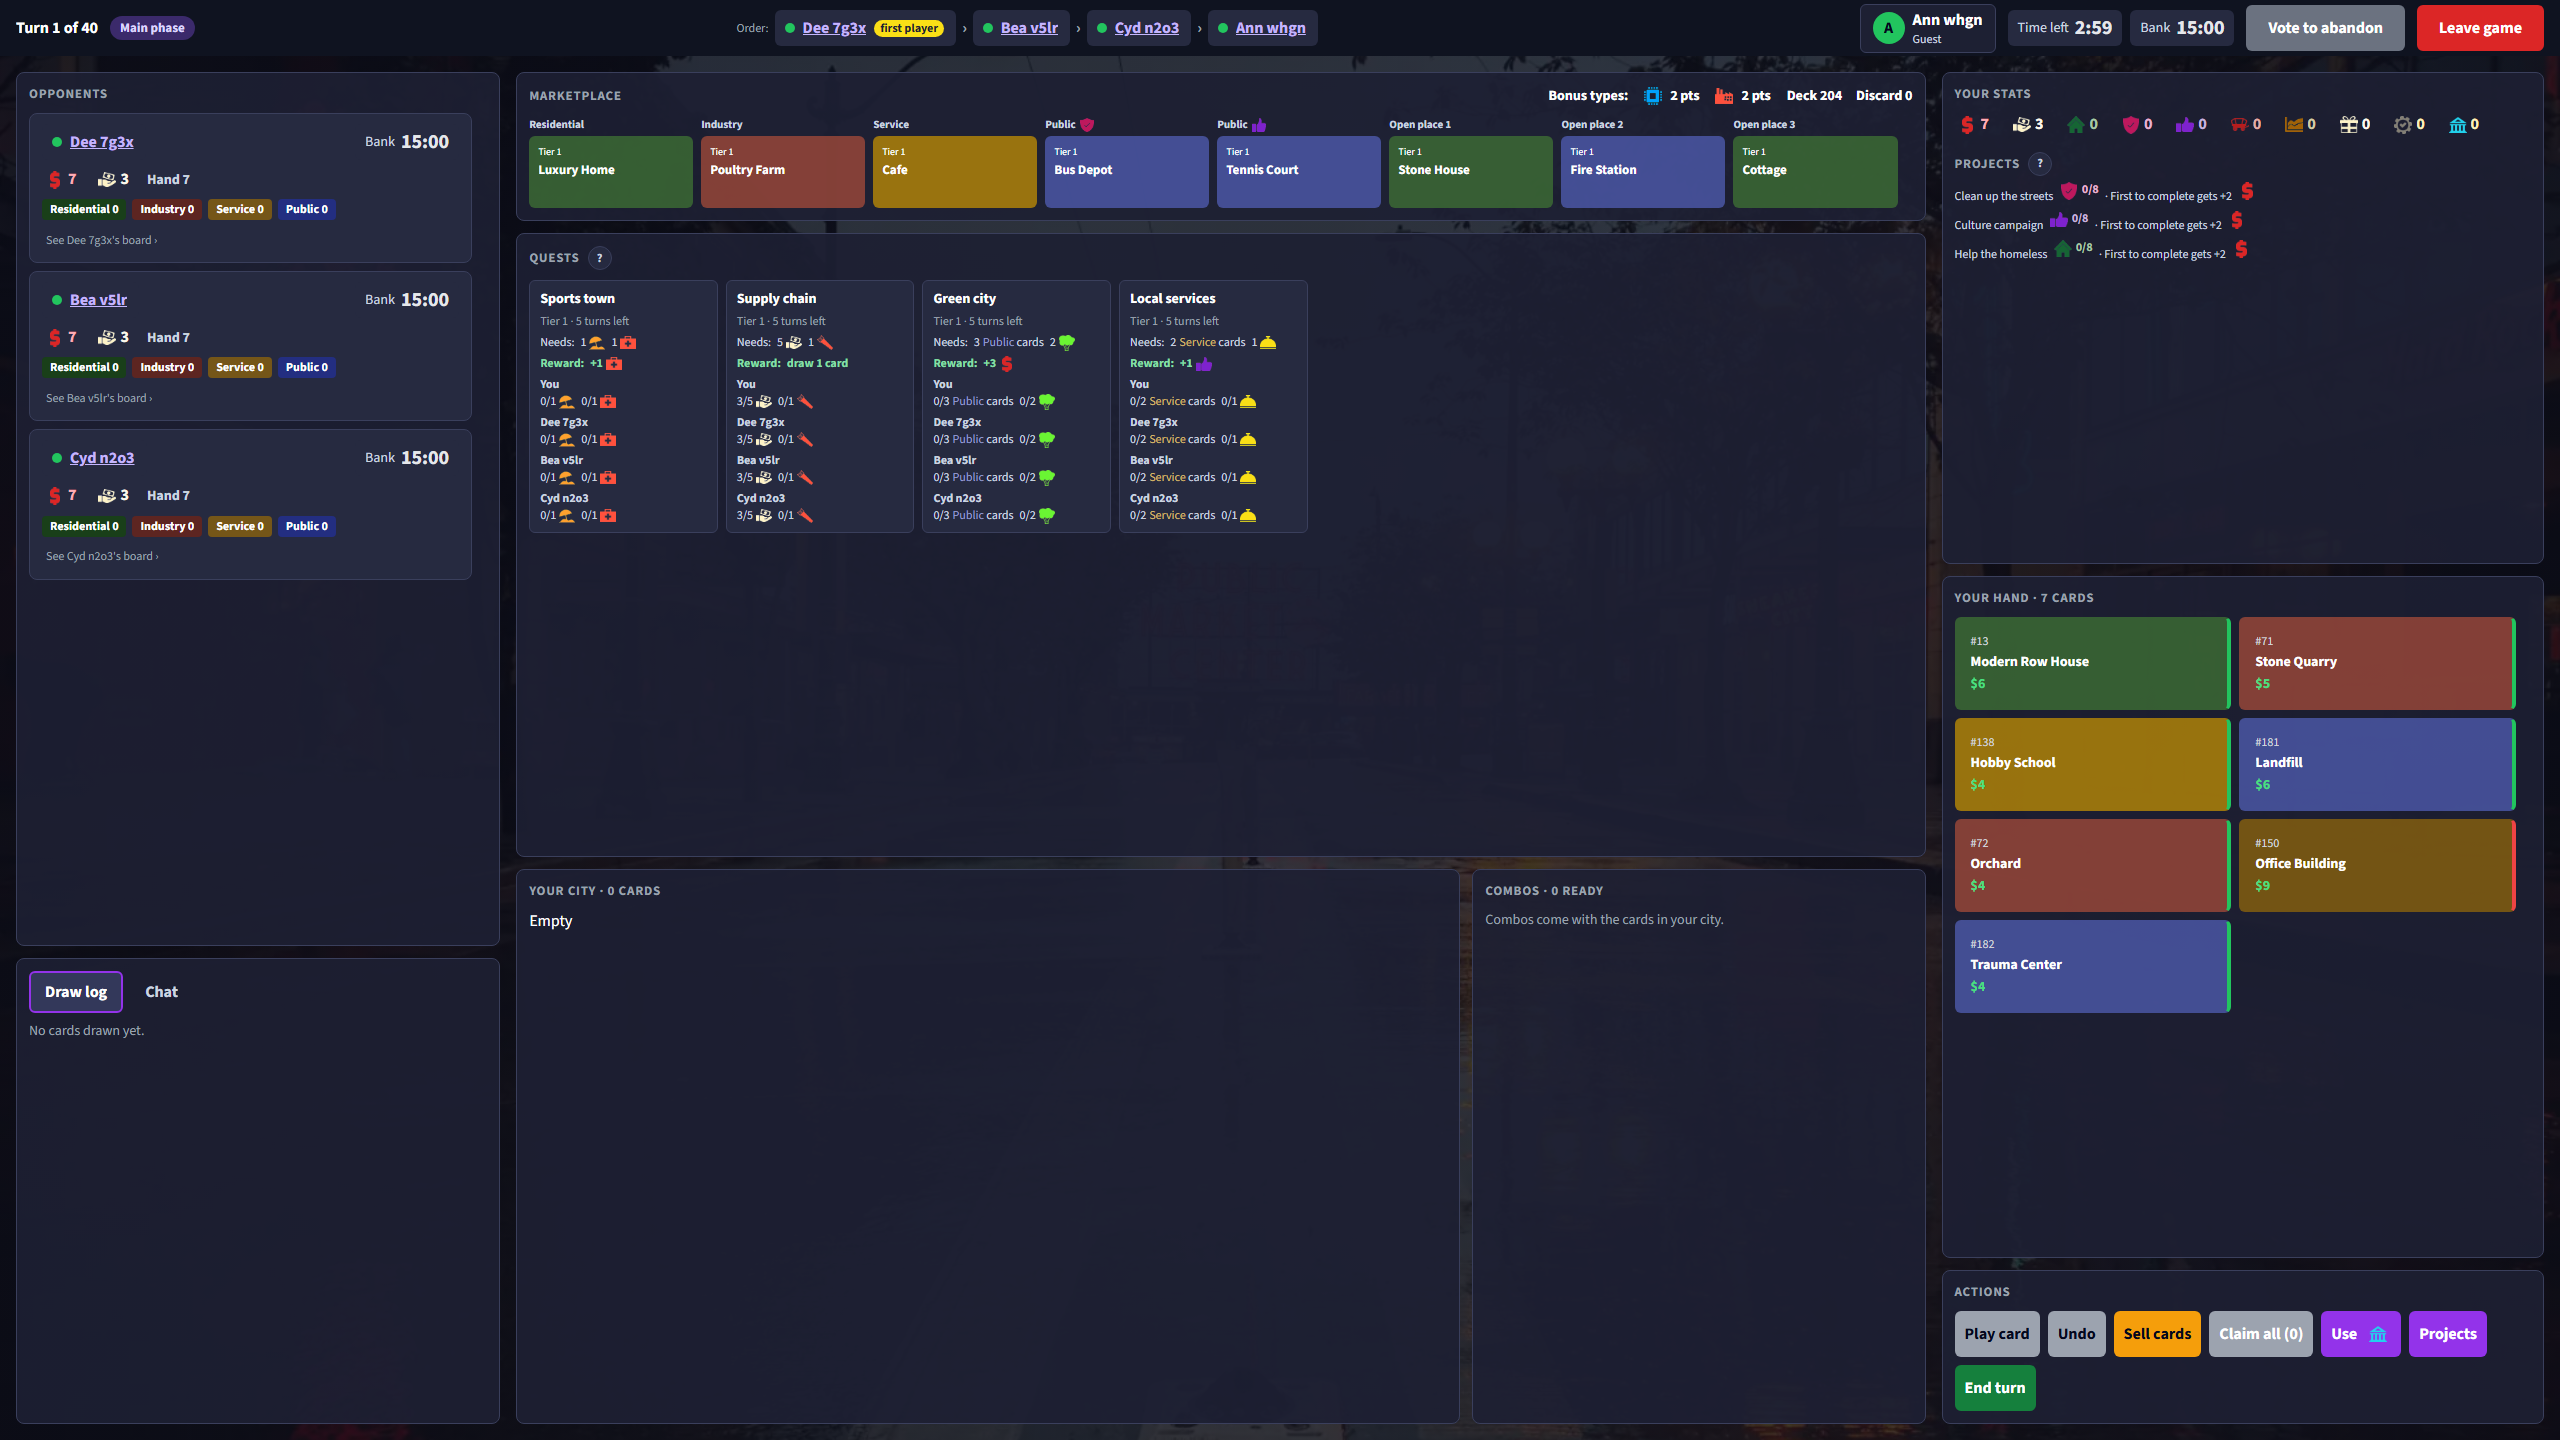 Turn 1 of 40 Main phase
Order: Dee 7g3x first player › Bea v5lr › Cyd n2o3 › Ann whgn
A Ann whgn
Guest
Time left 2:59
Bank 15:00
Vote to abandon
Leave game
OPPONENTS
Dee 7g3x Bank 15:00
7 3 Hand 7
Residential 0 Industry 0 Service 0 Public 0
See Dee 7g3x's board ›
Bea v5lr Bank 15:00
7 3 Hand 7
Residential 0 Industry 0 Service 0 Public 0
See Bea v5lr's board ›
Cyd n2o3 Bank 15:00
7 3 Hand 7
Residential 0 Industry 0 Service 0 Public 0
See Cyd n2o3's board ›
Draw log Chat
No cards drawn yet.
MARKETPLACE
Bonus types: 2 pts 2 pts Deck 204 Discard 0
Residential
Tier 1
Luxury Home
Industry
Tier 1
Poultry Farm
Service
Tier 1
Cafe
Public
Tier 1
Bus Depot
Public
Tier 1
Tennis Court
Open place 1
Tier 1
Stone House
Open place 2
Tier 1
Fire Station
Open place 3
Tier 1
Cottage
QUESTS ?
Sports town
Tier 1 · 5 turns left
Needs: 1 1
Reward: +1
You
0/1 0/1
Dee 7g3x
0/1 0/1
Bea v5lr
0/1 0/1
Cyd n2o3
0/1 0/1
Supply chain
Tier 1 · 5 turns left
Needs: 5 1
Reward: draw 1 card
You
3/5 0/1
Dee 7g3x
3/5 0/1
Bea v5lr
3/5 0/1
Cyd n2o3
3/5 0/1
Green city
Tier 1 · 5 turns left
Needs: 3 Public cards 2
Reward: +3
You
0/3 Public cards 0/2
Dee 7g3x
0/3 Public cards 0/2
Bea v5lr
0/3 Public cards 0/2
Cyd n2o3
0/3 Public cards 0/2
Local services
Tier 1 · 5 turns left
Needs: 2 Service cards 1
Reward: +1
You
0/2 Service cards 0/1
Dee 7g3x
0/2 Service cards 0/1
Bea v5lr
0/2 Service cards 0/1
Cyd n2o3
0/2 Service cards 0/1
YOUR CITY · 0 CARDS
Empty
COMBOS · 0 READY
Combos come with the cards in your city.
YOUR STATS
7 3 0 0 0 0 0 0 0 0
PROJECTS ?
Clean up the streets 0/8 · First to complete gets +2
Culture campaign 0/8 · First to complete gets +2
Help the homeless 0/8 · First to complete gets +2
YOUR HAND · 7 CARDS
#13
Modern Row House
$6
#71
Stone Quarry
$5
#138
Hobby School
$4
#181
Landfill
$6
#72
Orchard
$4
#150
Office Building
$9
#182
Trauma Center
$4
ACTIONS
Play card Undo Sell cards Claim all (0) Use Projects
End turn